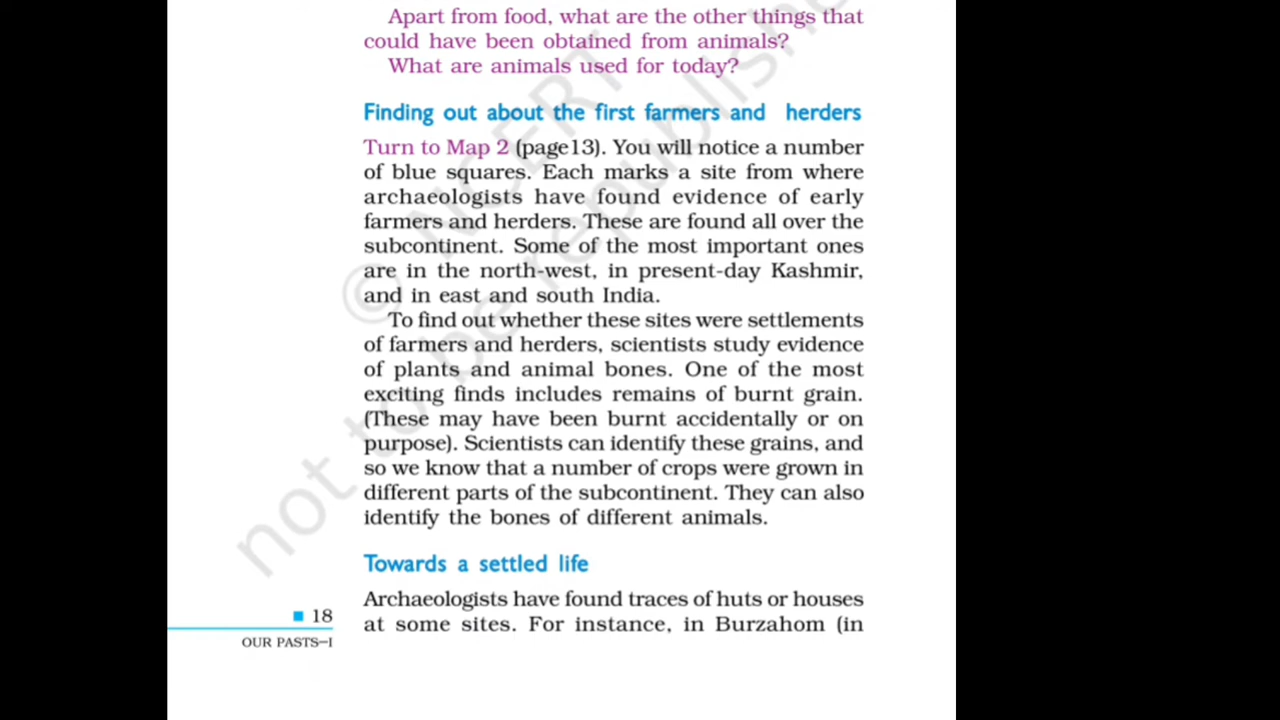 Apart from food, what are the other things that
could have been obtained from animals?
What are animals used for today?
Finding out about the first farmers and herders
Turn to Map 2 (page13). You will notice a number
of blue squares. Each marks a site from where
archaeologists have found evidence of early
farmers and herders. These are found all over the
subcontinent. Some of the most important ones
are in the north-west, in present-day Kashmir,
and in east and south India.
To find out whether these sites were settlements
of farmers and herders, scientists study evidence
of plants and animal bones. One of the most
exciting finds includes remains of burnt grain.
(These may have been burnt accidentally or on
purpose). Scientists can identify these grains, and
so we know that a number of crops were grown in
different parts of the subcontinent. They can also
identify the bones of different animals.
Towards a settled life
Archaeologists have found traces of huts or houses
at some sites. For instance, in Burzahom (in
18
OUR PASTS–I
© NCERT
not to be republishe